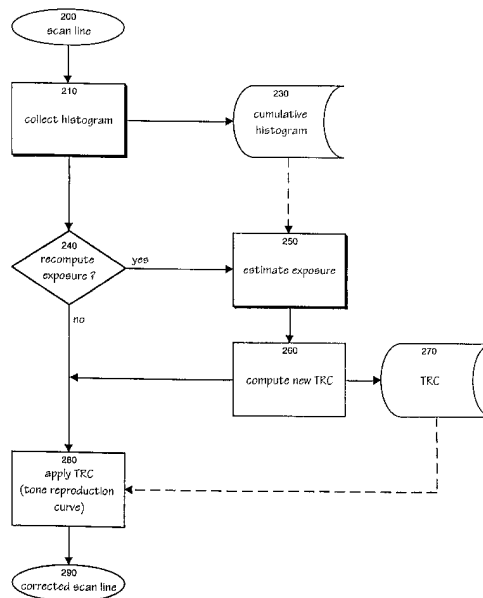 200
scan line
210
collect histogram
230
cumulative
histogram
240
recompute
exposure ?
yes
no
250
estimate exposure
260
compute new TRC
270
TRC
280
apply TRC
(tone reproduction
curve)
290
corrected scan line